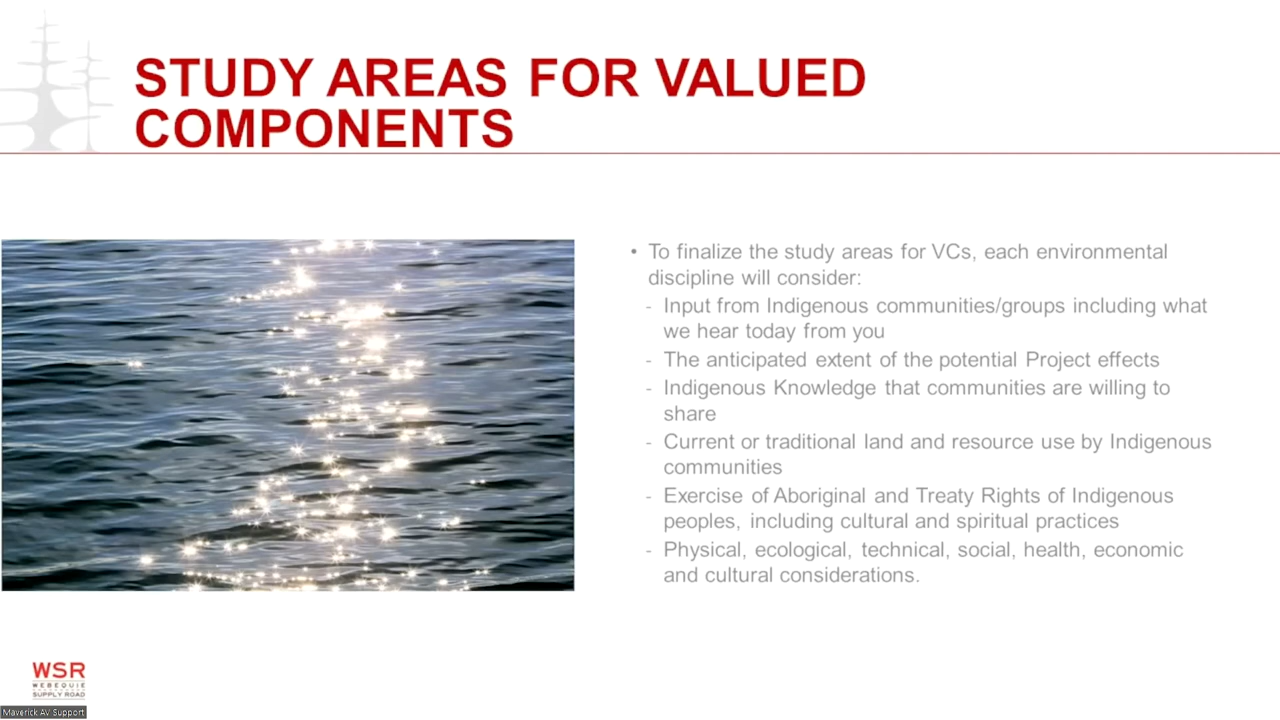 STUDY AREAS FOR VALUED
COMPONENTS
• To finalize the study areas for VCs, each environmental
discipline will consider:
- Input from Indigenous communities/groups including what
we hear today from you
- The anticipated extent of the potential Project effects
- Indigenous Knowledge that communities are willing to
share
- Current or traditional land and resource use by Indigenous
communities
- Exercise of Aboriginal and Treaty Rights of Indigenous
peoples, including cultural and spiritual practices
- Physical, ecological, technical, social, health, economic
and cultural considerations.
WSR
WEBEQUIE
SUPPLY ROAD
Maverick AV Support